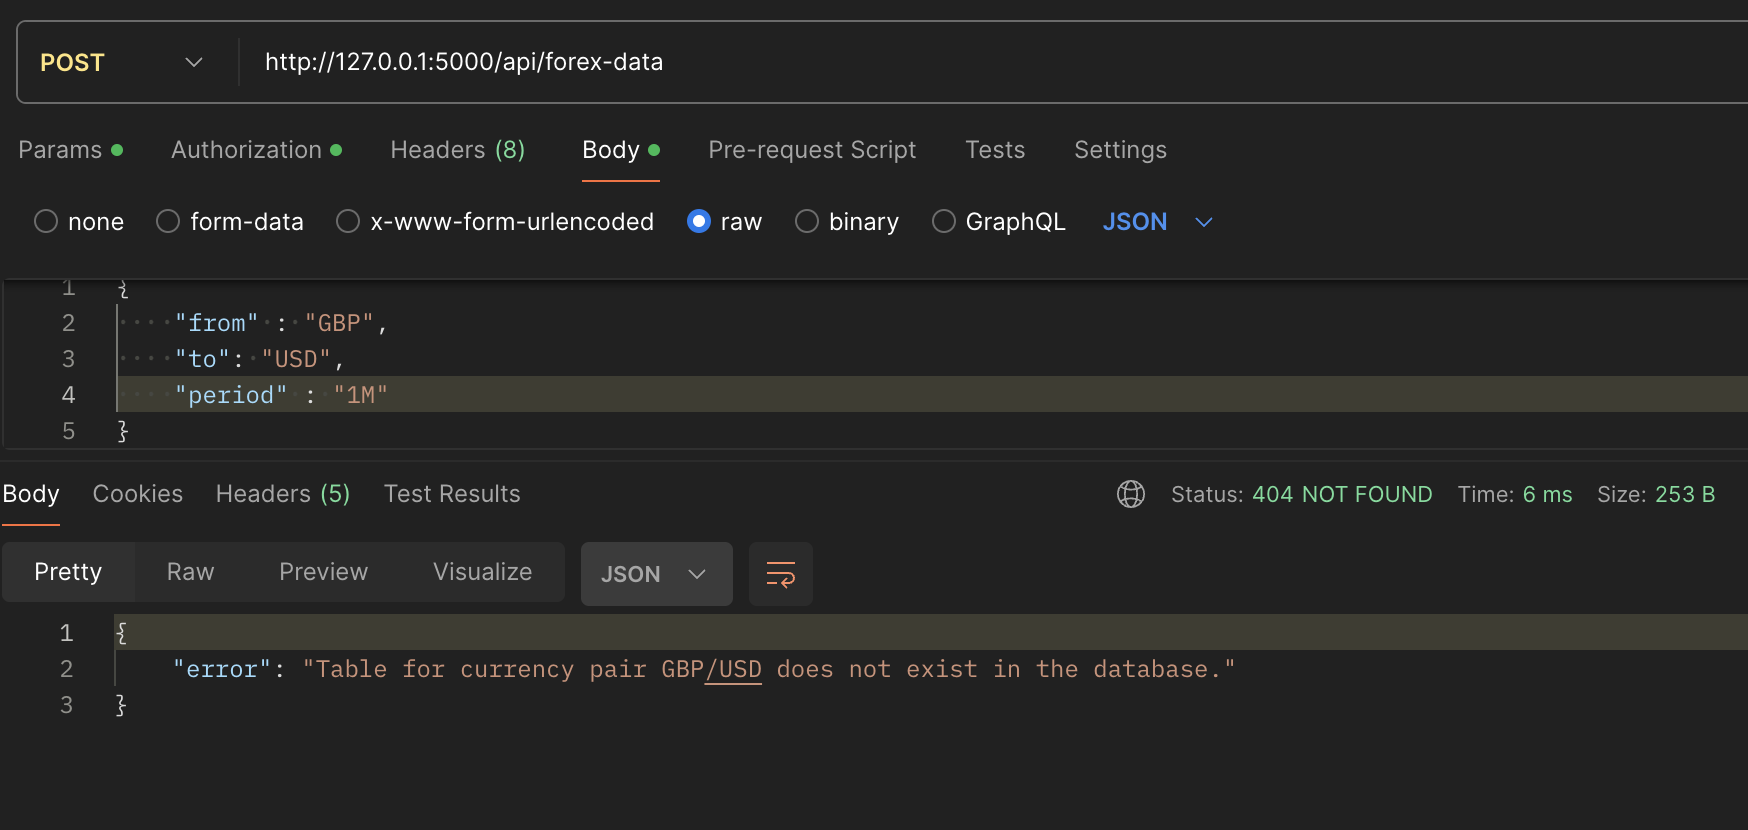 POST http://127.0.0.1:5000/api/forex-data
Params Authorization Headers (8) Body Pre-request Script Tests Settings
none form-data x-www-form-urlencoded raw binary GraphQL JSON
1 {
2 "from" : "GBP",
3 "to": "USD",
4 "period" : "1M"
5 }
Body Cookies Headers (5) Test Results Status: 404 NOT FOUND Time: 6 ms Size: 253 B
Pretty Raw Preview Visualize JSON
1 {
2 "error": "Table for currency pair GBP/USD does not exist in the database."
3 }